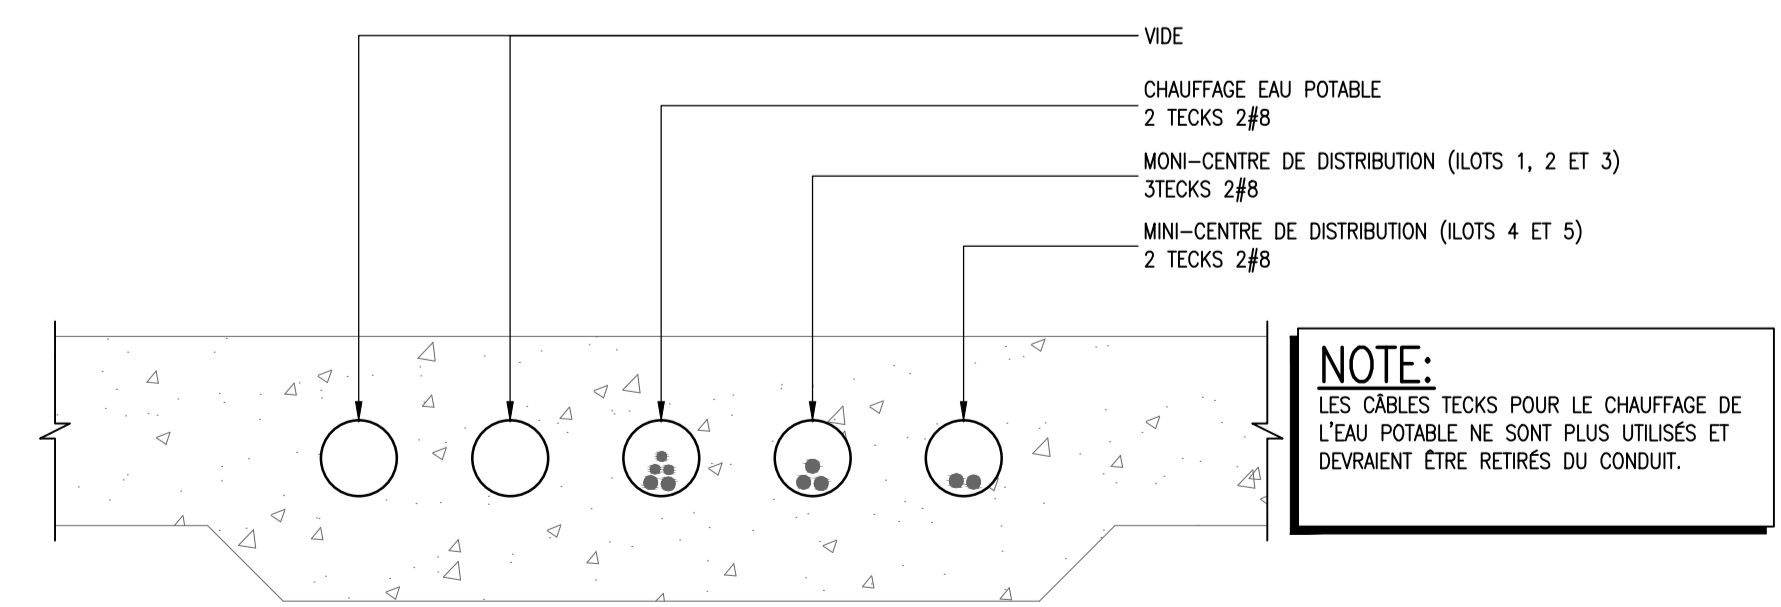 VIDE
CHAUFFAGE EAU POTABLE
2 TECKS 2#8
MONI-CENTRE DE DISTRIBUTION (ILOTS 1, 2 ET 3)
3TECKS 2#8
MINI-CENTRE DE DISTRIBUTION (ILOTS 4 ET 5)
2 TECKS 2#8
NOTE:
LES CÂBLES TECKS POUR LE CHAUFFAGE DE
L'EAU POTABLE NE SONT PLUS UTILISÉS ET
DEVRAIENT ÊTRE RETIRÉS DU CONDUIT.